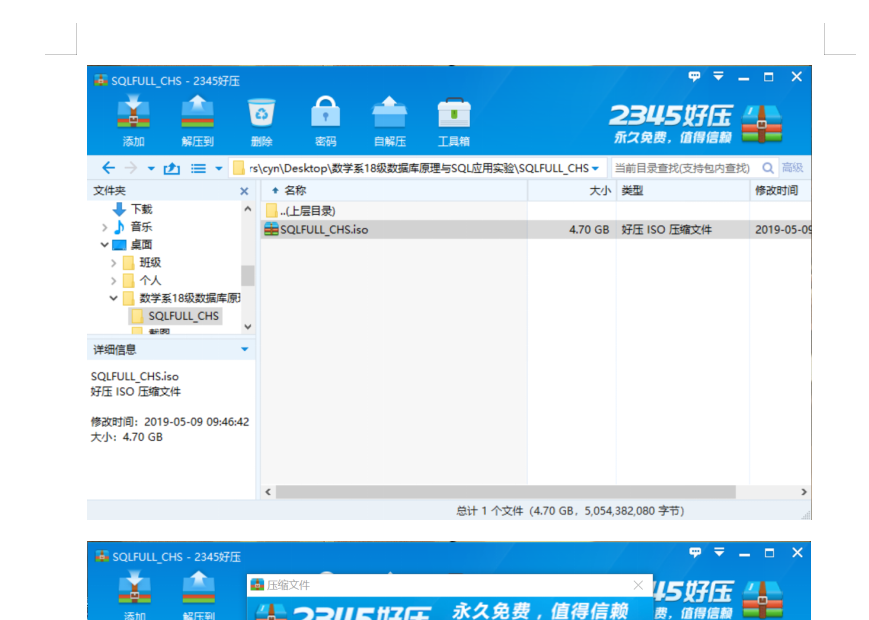 SQLFULL_CHS - 2345好压
添加 解压到 删除 密码 自解压 工具箱
2345好压
永久免费，值得信赖
rs\cyn\Desktop\数学系18级数据库原理与SQL应用实验\SQLFULL_CHS 当前目录查找(支持包内查找) 高级
文件夹 名称 大小 类型 修改时间
下载
..(上层目录)
音乐
SQLFULL_CHS.iso 4.70 GB 好压 ISO 压缩文件 2019-05-09
桌面
班级
个人
数学系18级数据库原
SQLFULL_CHS
截图
详细信息
SQLFULL_CHS.iso
好压 ISO 压缩文件
修改时间：2019-05-09 09:46:42
大小：4.70 GB
总计 1 个文件（4.70 GB，5,054,382,080 字节）
SQLFULL_CHS - 2345好压
压缩文件
添加 解压到
2345好压 永久免费，值得信赖
45好压
费，值得信赖